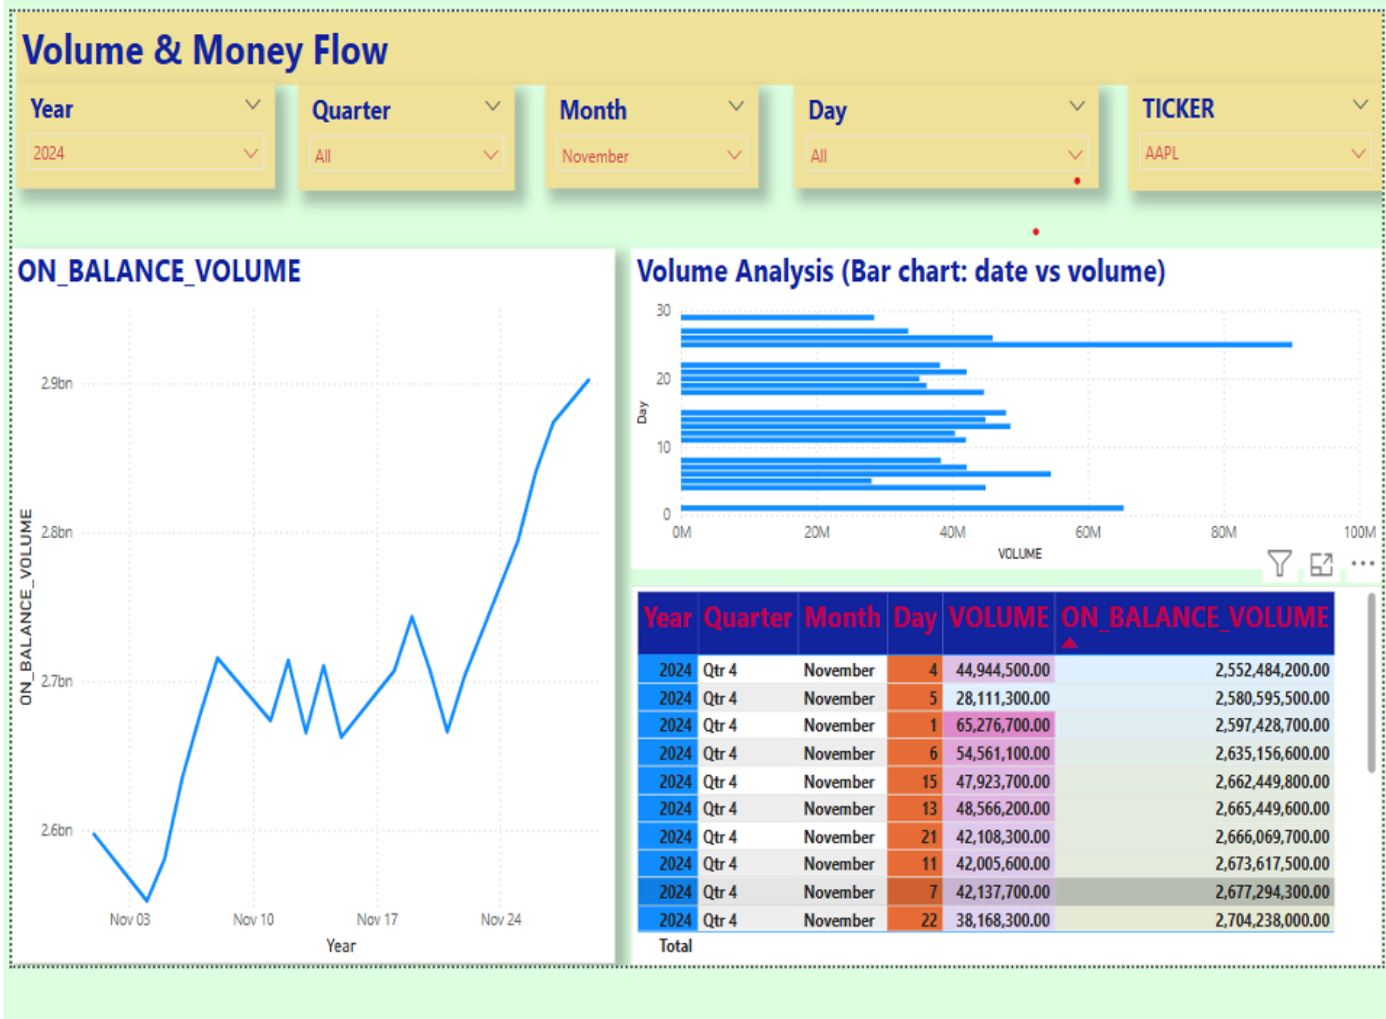 Volume & Money Flow
Year
Quarter
Month
Day
TICKER
2024
All
November
All
AAPL
ON_BALANCE_VOLUME
2.9bn
2.8bn
2.7bn
2.6bn
ON_BALANCE_VOLUME
Nov 03 Nov 10 Nov 17 Nov 24
Year
Volume Analysis (Bar chart: date vs volume)
30
20
10
0
Day
0M 20M 40M 60M 80M 100M
VOLUME
Year Quarter Month Day VOLUME ON_BALANCE_VOLUME
2024 Qtr 4 November 4 44,944,500.00 2,552,484,200.00
2024 Qtr 4 November 5 28,111,300.00 2,580,595,500.00
2024 Qtr 4 November 1 65,276,700.00 2,597,428,700.00
2024 Qtr 4 November 6 54,561,100.00 2,635,156,600.00
2024 Qtr 4 November 15 47,923,700.00 2,662,449,800.00
2024 Qtr 4 November 13 48,566,200.00 2,665,449,600.00
2024 Qtr 4 November 21 42,108,300.00 2,666,069,700.00
2024 Qtr 4 November 11 42,005,600.00 2,673,617,500.00
2024 Qtr 4 November 7 42,137,700.00 2,677,294,300.00
2024 Qtr 4 November 22 38,168,300.00 2,704,238,000.00
Total